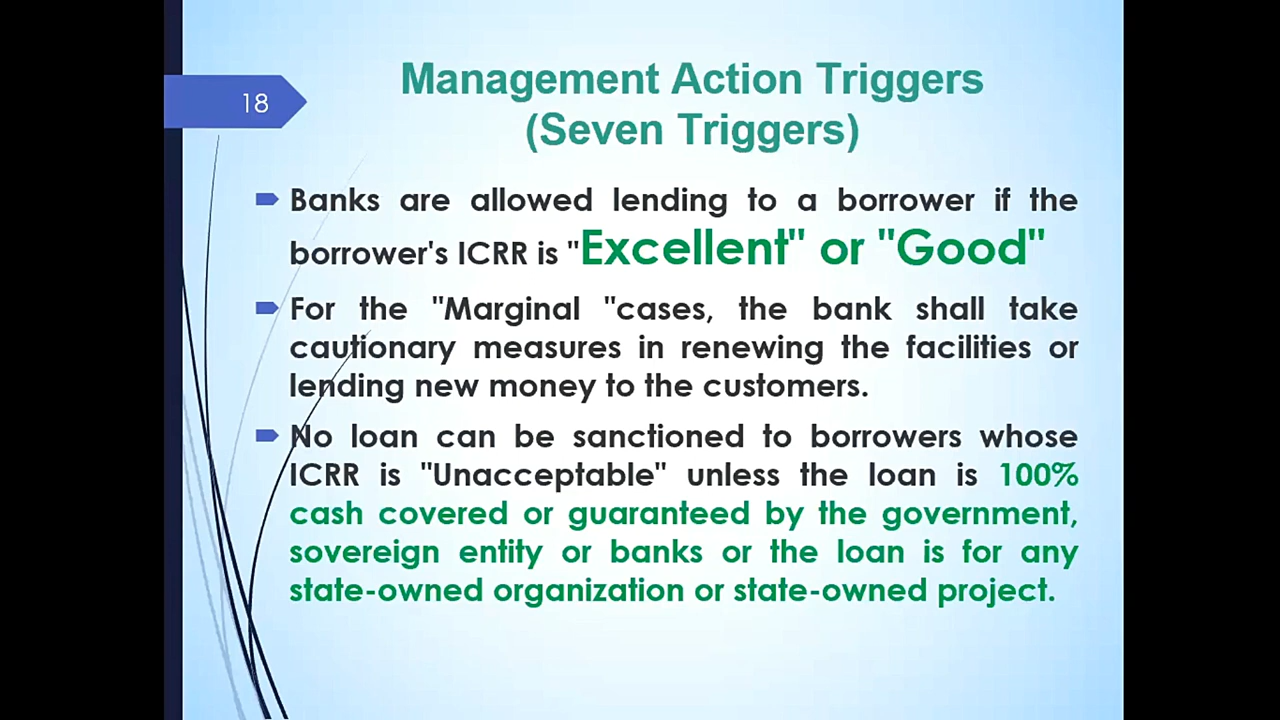 18
Management Action Triggers
(Seven Triggers)
Banks are allowed lending to a borrower if the
borrower's ICRR is "Excellent" or "Good"
For the "Marginal "cases, the bank shall take
cautionary measures in renewing the facilities or
lending new money to the customers.
No loan can be sanctioned to borrowers whose
ICRR is "Unacceptable" unless the loan is 100%
cash covered or guaranteed by the government,
sovereign entity or banks or the loan is for any
state-owned organization or state-owned project.